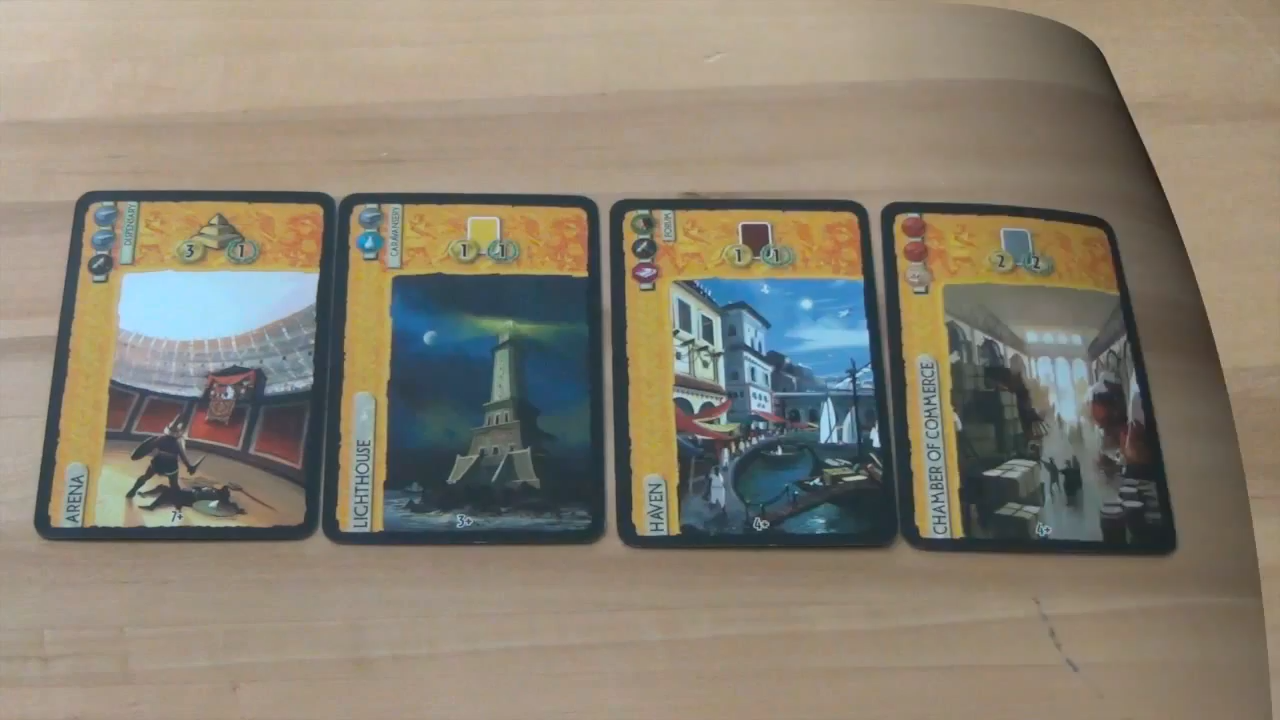 DISPENSARY
3 1
ARENA
7+
CARAVANSERY
1 1
LIGHTHOUSE
3+
FORUM
1 1
HAVEN
4+
2 2
CHAMBER OF COMMERCE
4+